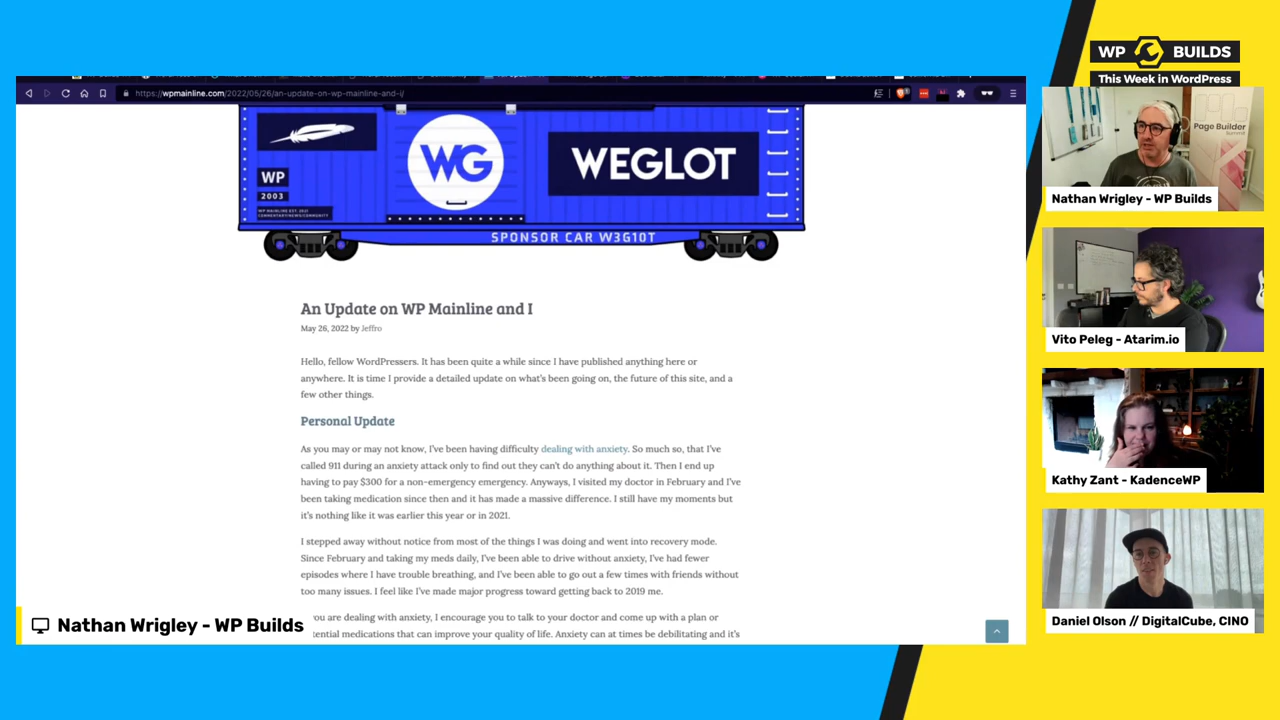 WP BUILDS
This Week in WordPress
https://wpmainline.com/2022/05/26/an-update-on-wp-mainline-and-i/
WP
2003
WP MAINLINE EST. 2021
COMMENTARY/NEWS/COMMUNITY
WG
WEGLOT
SPONSOR CAR W3G10T
An Update on WP Mainline and I
May 26, 2022 by Jeffro
Hello, fellow WordPressers. It has been quite a while since I have published anything here or
anywhere. It is time I provide a detailed update on what's been going on, the future of this site, and a
few other things.
Personal Update
As you may or may not know, I've been having difficulty dealing with anxiety. So much so, that I've
called 911 during an anxiety attack only to find out they can't do anything about it. Then I end up
having to pay $300 for a non-emergency emergency. Anyways, I visited my doctor in February and I've
been taking medication since then and it has made a massive difference. I still have my moments but
it's nothing like it was earlier this year or in 2021.
I stepped away without notice from most of the things I was doing and went into recovery mode.
Since February and taking my meds daily, I've been able to drive without anxiety, I've had fewer
episodes where I have trouble breathing, and I've been able to go out a few times with friends without
too many issues. I feel like I've made major progress toward getting back to 2019 me.
you are dealing with anxiety, I encourage you to talk to your doctor and come up with a plan or
ential medications that can improve your quality of life. Anxiety can at times be debilitating and it's
Nathan Wrigley - WP Builds
Page Builder
Summit
Nathan Wrigley - WP Builds
Vito Peleg - Atarim.io
Kathy Zant - KadenceWP
Daniel Olson // DigitalCube, CINO